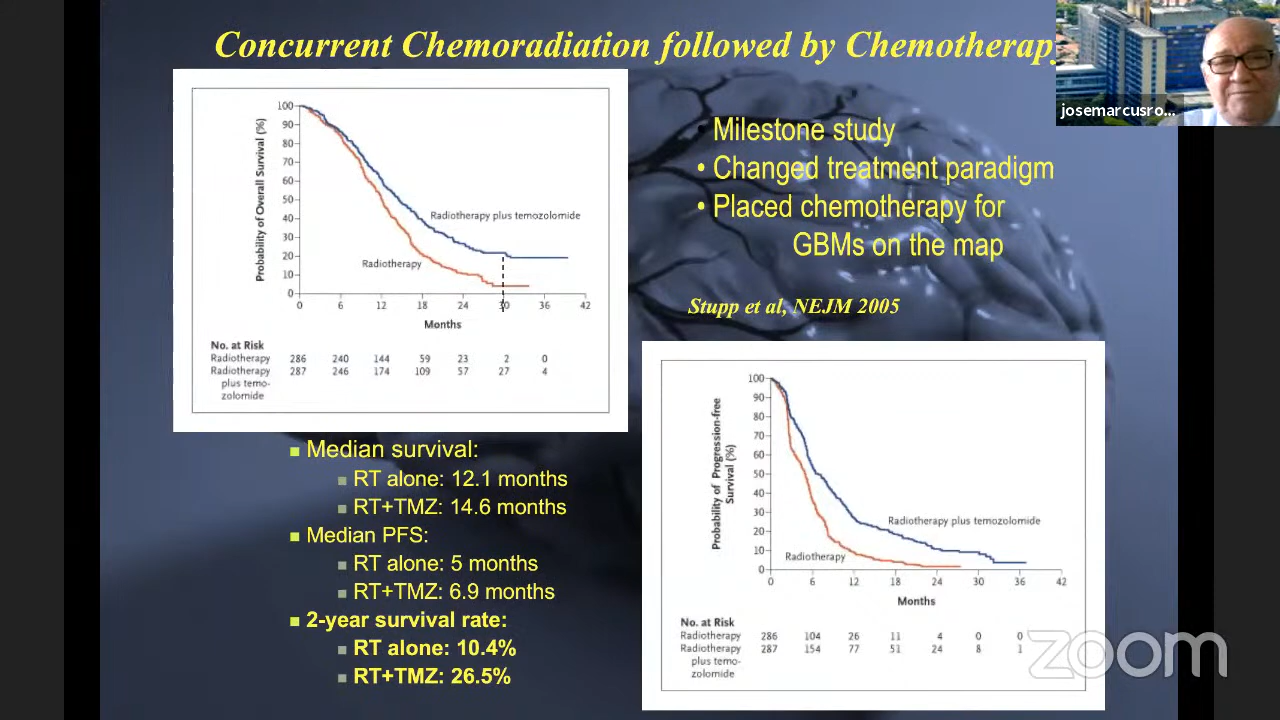 Concurrent Chemoradiation followed by Chemotherapy
josemarcusro...
Probability of Overall Survival (%)
100
90
80
70
60
50
40
30
20
10
0
Radiotherapy plus temozolomide
Radiotherapy
0 6 12 18 24 30 36 42
Months
No. at Risk
Radiotherapy 286 240 144 59 23 2 0
Radiotherapy 287 246 174 109 57 27 4
plus temo-
zolomide
Milestone study
• Changed treatment paradigm
• Placed chemotherapy for
GBMs on the map
Stupp et al, NEJM 2005
Median survival:
RT alone: 12.1 months
RT+TMZ: 14.6 months
Median PFS:
RT alone: 5 months
RT+TMZ: 6.9 months
2-year survival rate:
RT alone: 10.4%
RT+TMZ: 26.5%
Probability of Progression-free
Survival (%)
100
90
80
70
60
50
40
30
20
10
0
Radiotherapy plus temozolomide
Radiotherapy
0 6 12 18 24 30 36 42
Months
No. at Risk
Radiotherapy 286 104 26 11 4 0 0
Radiotherapy 287 154 77 51 24 8 1
plus temo-
zolomide
zoom